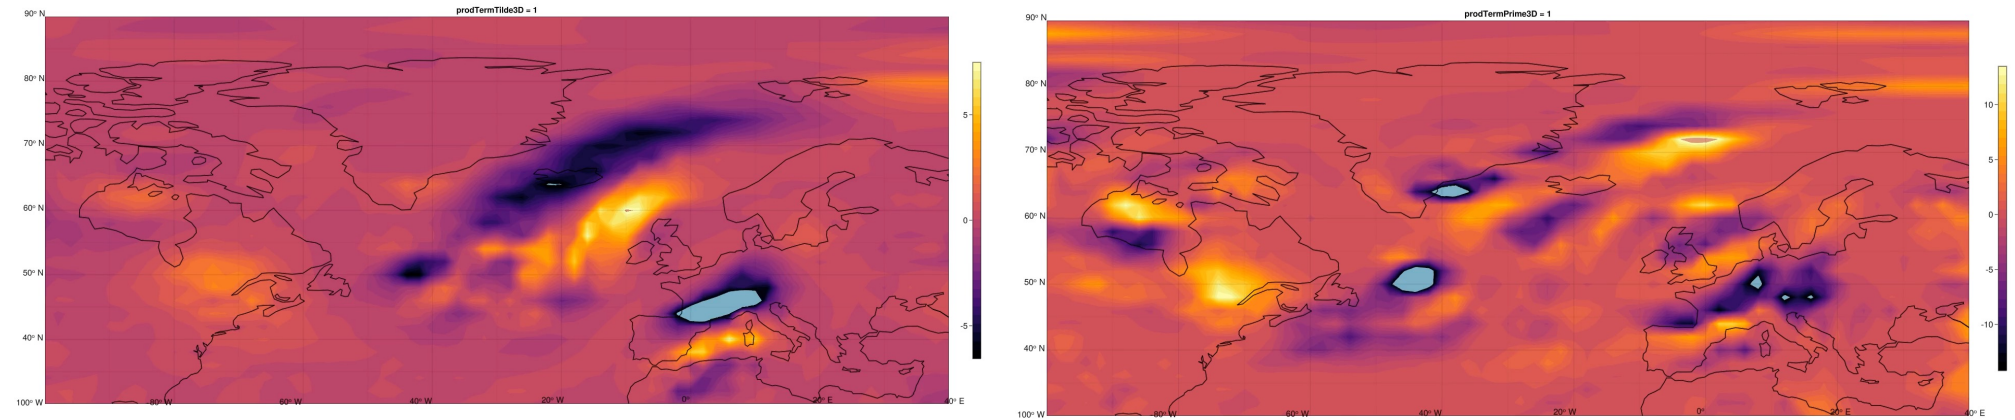 prodTermTilde3D = 1
90° N
80° N
70° N
60° N
50° N
40° N
100° W
80° W
60° W
40° W
20° W
0°
20° E
40° E
5
0
-5
prodTermPrime3D = 1
90° N
80° N
70° N
60° N
50° N
40° N
100° W
80° W
60° W
40° W
20° W
0°
20° E
40° E
10
5
0
-5
-10